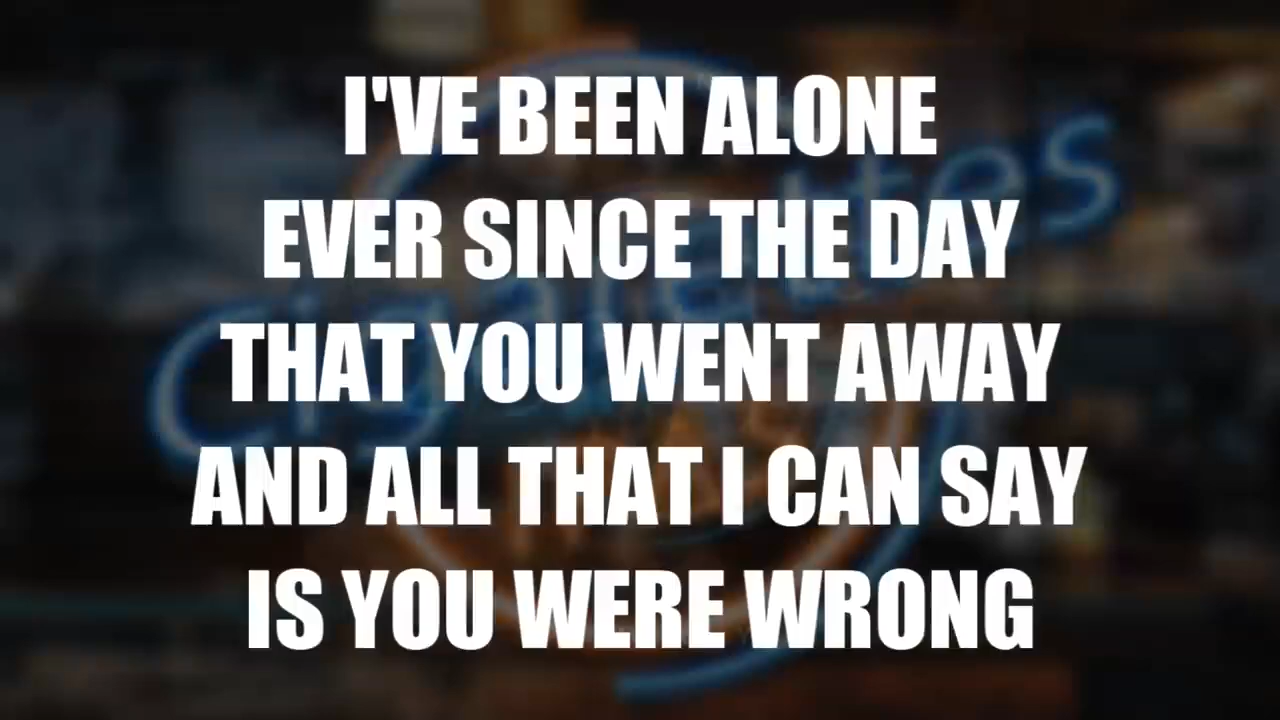 I'VE BEEN ALONE
EVER SINCE THE DAY
THAT YOU WENT AWAY
AND ALL THAT I CAN SAY
IS YOU WERE WRONG
cigarettes